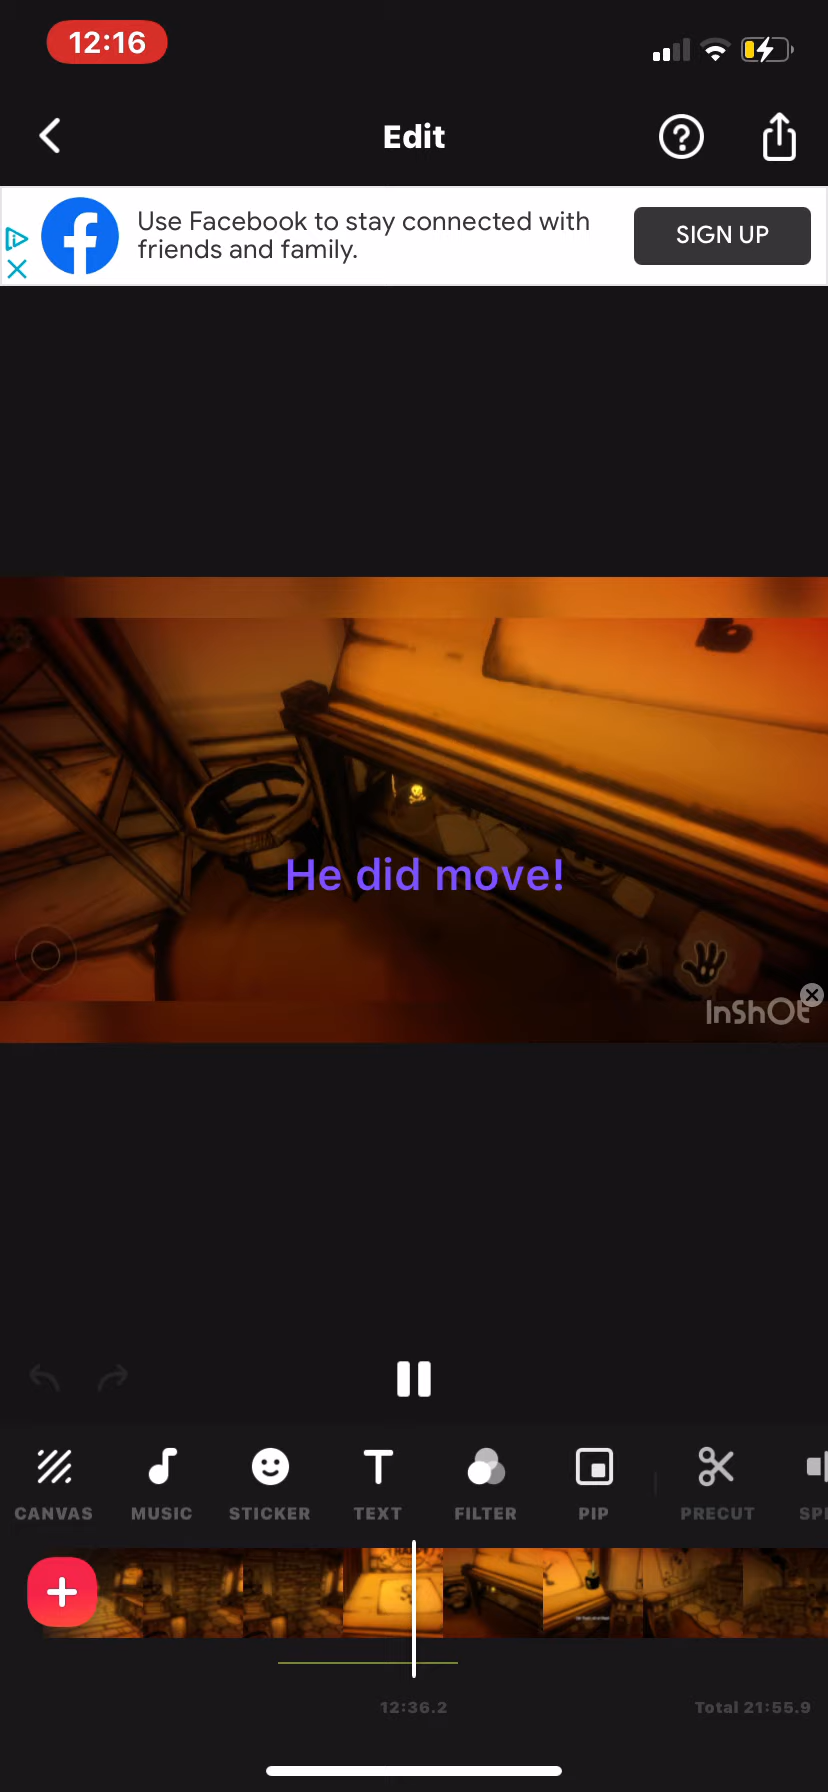 12:16
Edit
Use Facebook to stay connected with
friends and family.
SIGN UP
He did move!
InShOt
CANVAS
MUSIC
STICKER
TEXT
FILTER
PIP
PRECUT
12:36.2
Total 21:55.9